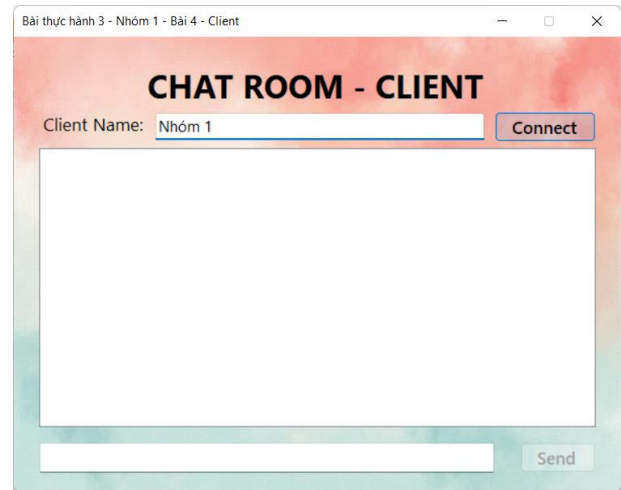 Bài thực hành 3 - Nhóm 1 - Bài 4 - Client
CHAT ROOM - CLIENT
Client Name: Nhóm 1 Connect
Send